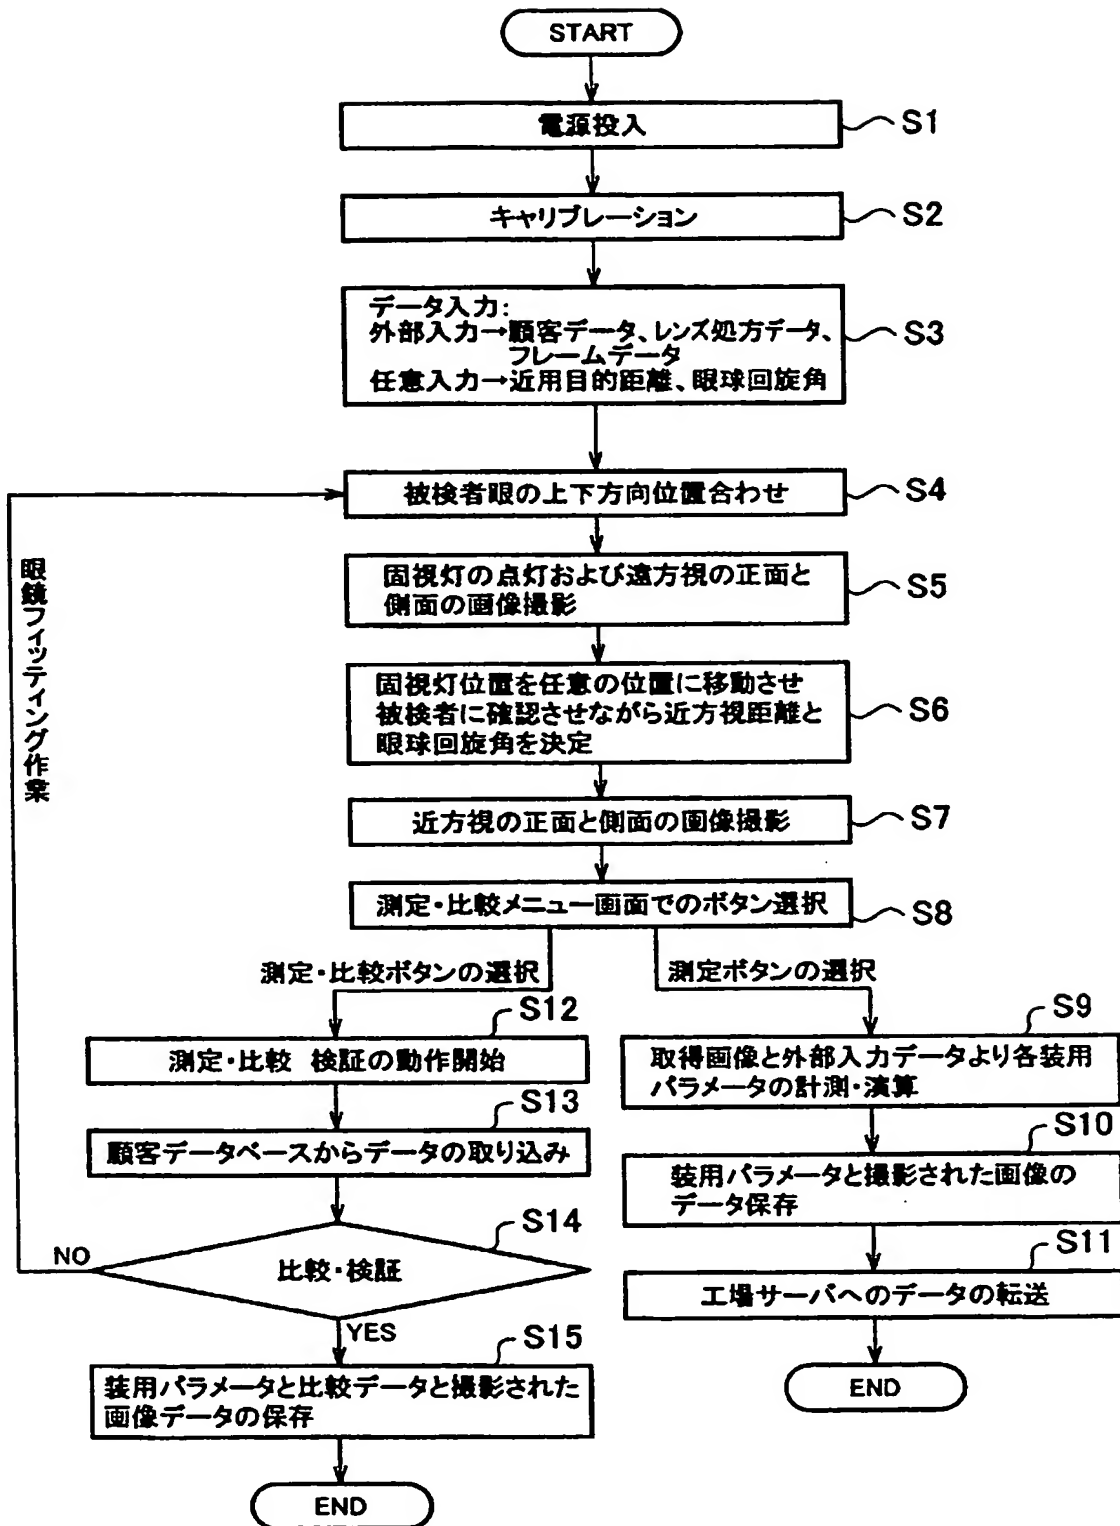 START
電源投入
S1
キャリブレーション
S2
データ入力:
外部入力→顧客データ、レンズ処方データ、
フレームデータ
任意入力→近用目的距離、眼球回旋角
S3
被検者眼の上下方向位置合わせ
S4
固視灯の点灯および遠方視の正面と
側面の画像撮影
S5
固視灯位置を任意の位置に移動させ
被検者に確認させながら近方視距離と
眼球回旋角を決定
S6
近方視の正面と側面の画像撮影
S7
測定・比較メニュー画面でのボタン選択
S8
眼鏡フィッティング作業
測定・比較ボタンの選択
測定ボタンの選択
S12
測定・比較 検証の動作開始
S13
顧客データベースからデータの取り込み
S14
比較・検証
NO
YES
S15
装用パラメータと比較データと撮影された
画像データの保存
END
S9
取得画像と外部入力データより各装用
パラメータの計測・演算
S10
装用パラメータと撮影された画像の
データ保存
S11
工場サーバへのデータの転送
END